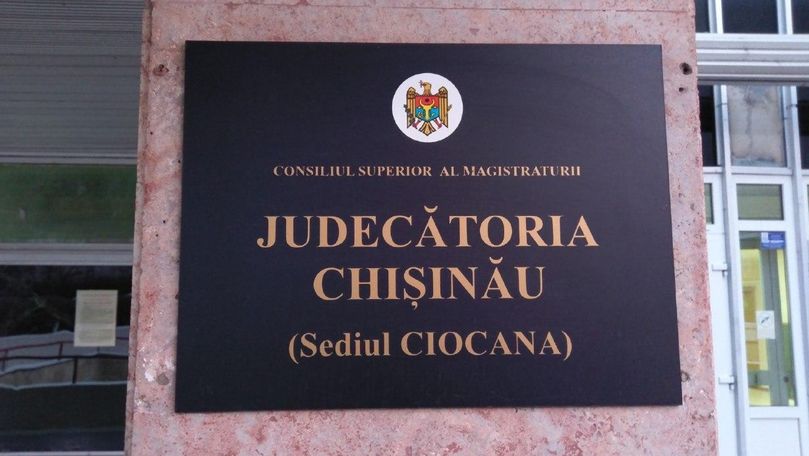 CONSILIUL SUPERIOR AL MAGISTRATURII
JUDECĂTORIA
CHIȘINĂU
(Sediul CIOCANA)